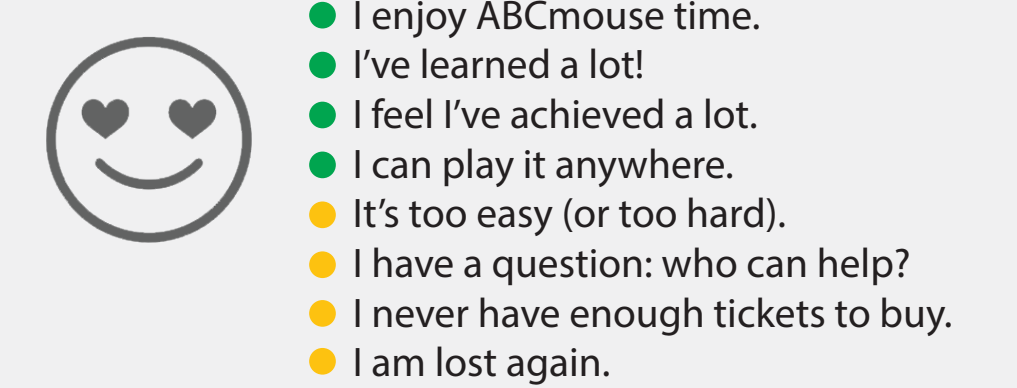 I enjoy ABCmouse time.
I've learned a lot!
I feel I've achieved a lot.
I can play it anywhere.
It's too easy (or too hard).
I have a question: who can help?
I never have enough tickets to buy.
I am lost again.